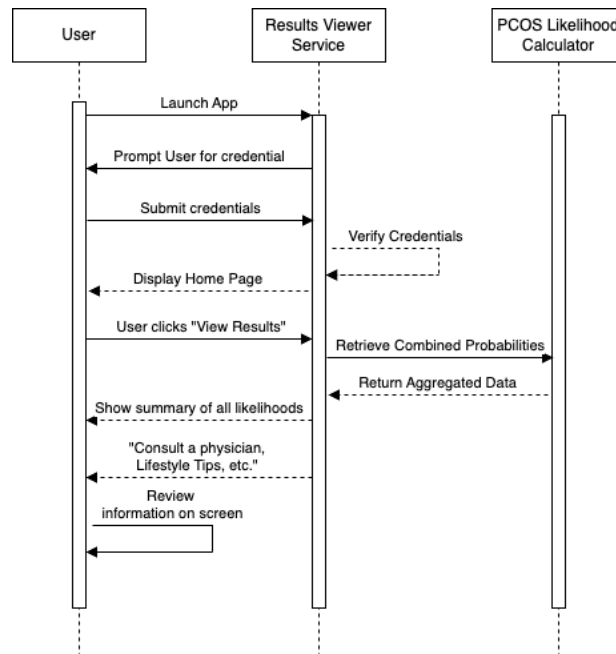 User
Results Viewer
Service
PCOS Likelihood
Calculator
Launch App
Prompt User for credential
Submit credentials
Verify Credentials
Display Home Page
User clicks "View Results"
Retrieve Combined Probabilities
Return Aggregated Data
Show summary of all likelihoods
"Consult a physician,
Lifestyle Tips, etc."
Review
information on screen